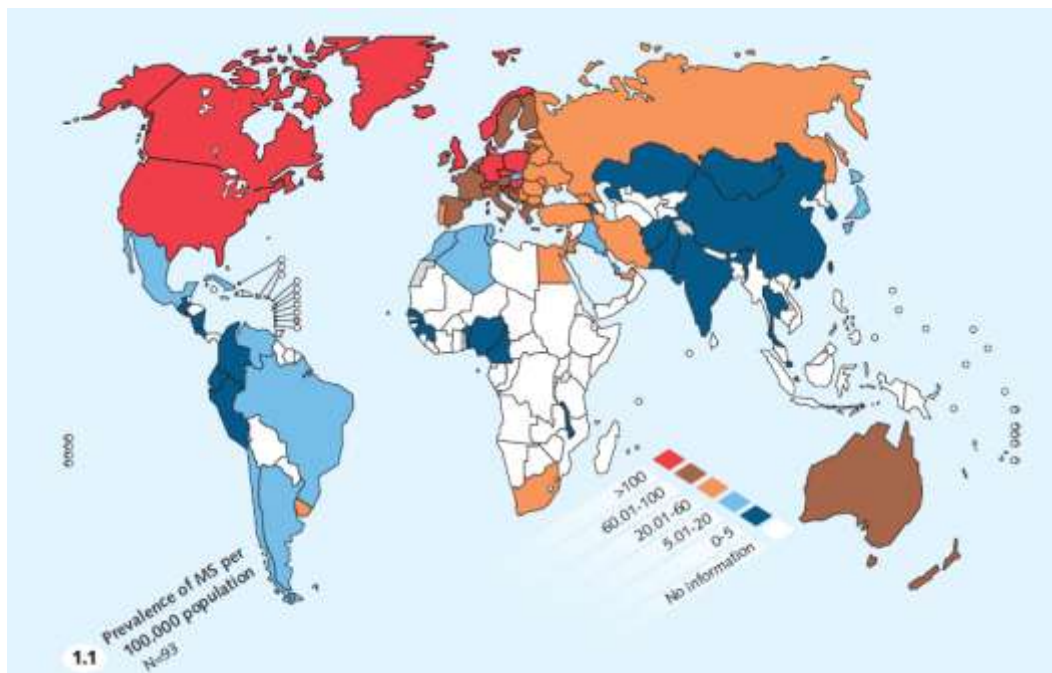 >100
60.01-100
20.01-60
5.01-20
0-5
No information
Prevalence of MS per
100,000 population
N=93
1.1